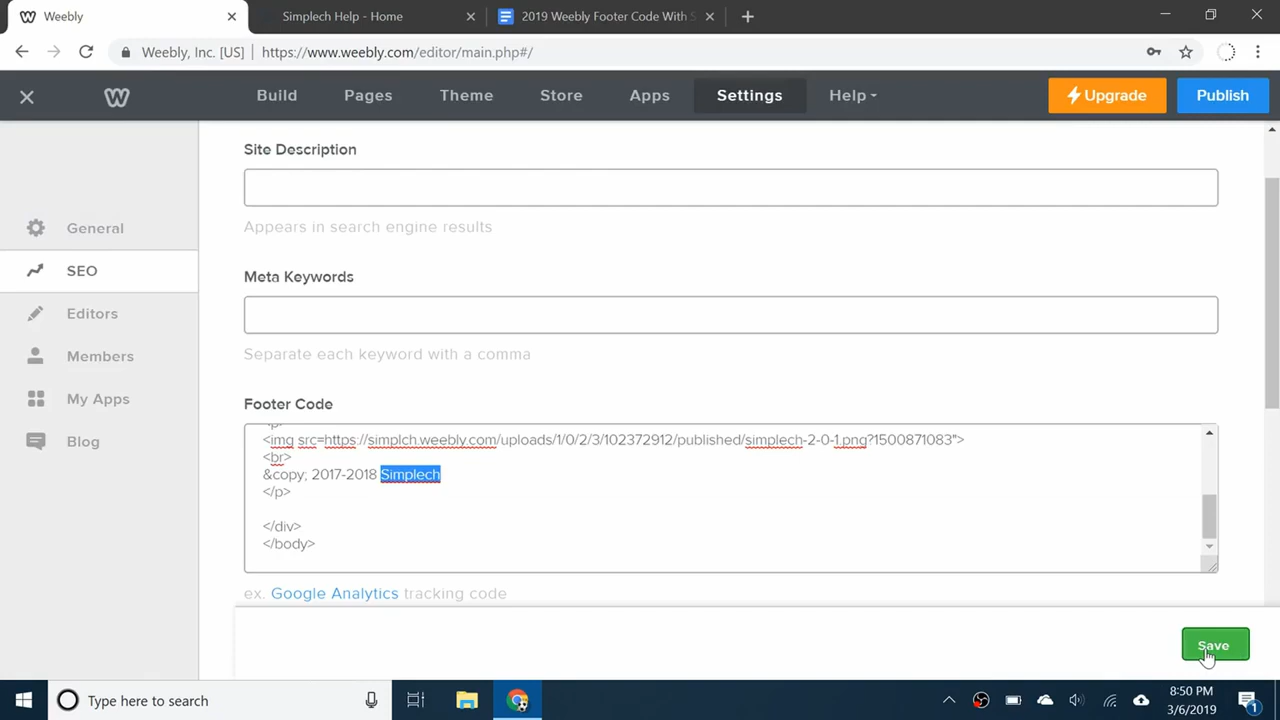 Weebly
Simplech Help - Home
2019 Weebly Footer Code With
Weebly, Inc. [US] | https://www.weebly.com/editor/main.php#/
Build
Pages
Theme
Store
Apps
Settings
Help
Upgrade
Publish
General
SEO
Editors
Members
My Apps
Blog
Site Description
Appears in search engine results
Meta Keywords
Separate each keyword with a comma
Footer Code
<img src=https://simplch.weebly.com/uploads/1/0/2/3/102372912/published/simplech-2-0-1.png?1500871083">
<br>
&copy; 2017-2018 Simplech
</p>
</div>
</body>
ex. Google Analytics tracking code
Save
Type here to search
8:50 PM
3/6/2019
1